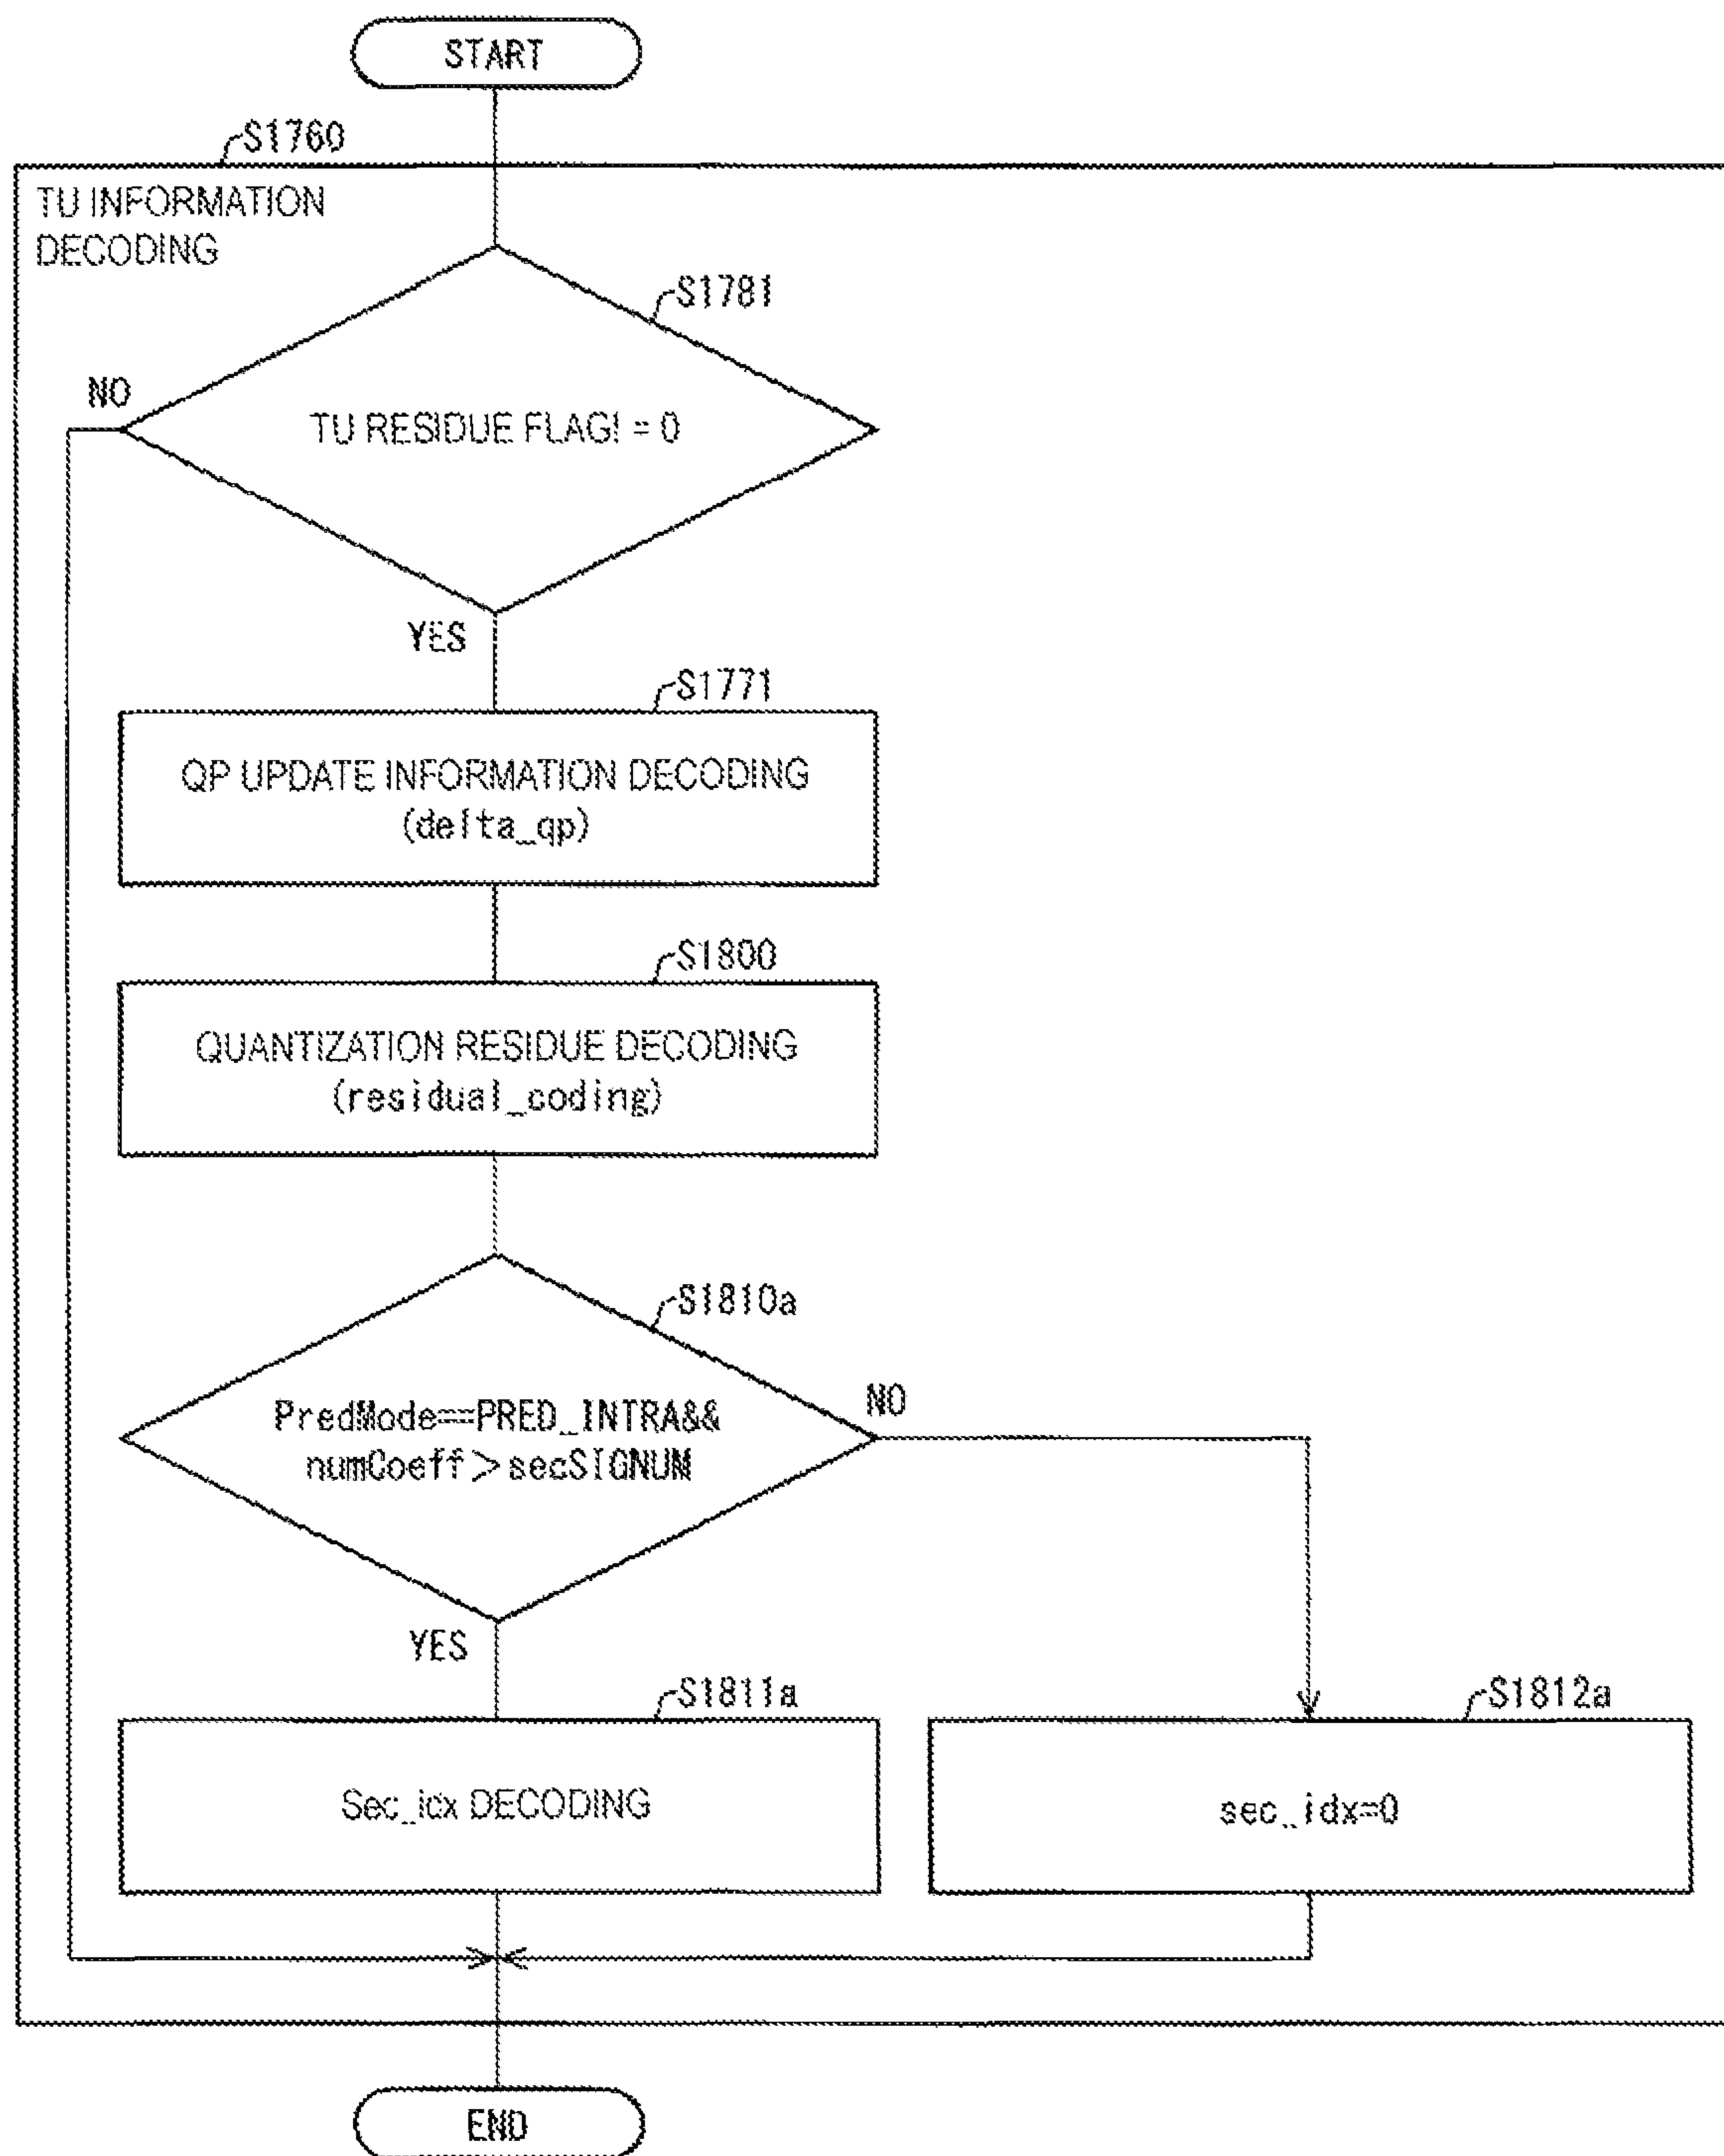 START
S1760
TU INFORMATION
DECODING
S1781
NO
TU RESIDUE FLAG! = 0
YES
S1771
QP UPDATE INFORMATION DECODING
(delta_qp)
S1800
QUANTIZATION RESIDUE DECODING
(residual_coding)
S1810a
PredMode==PRED_INTRA&&
numCoeff>secSIGNUM
NO
YES
S1811a
Sec_icx DECODING
S1812a
sec_idx=0
END